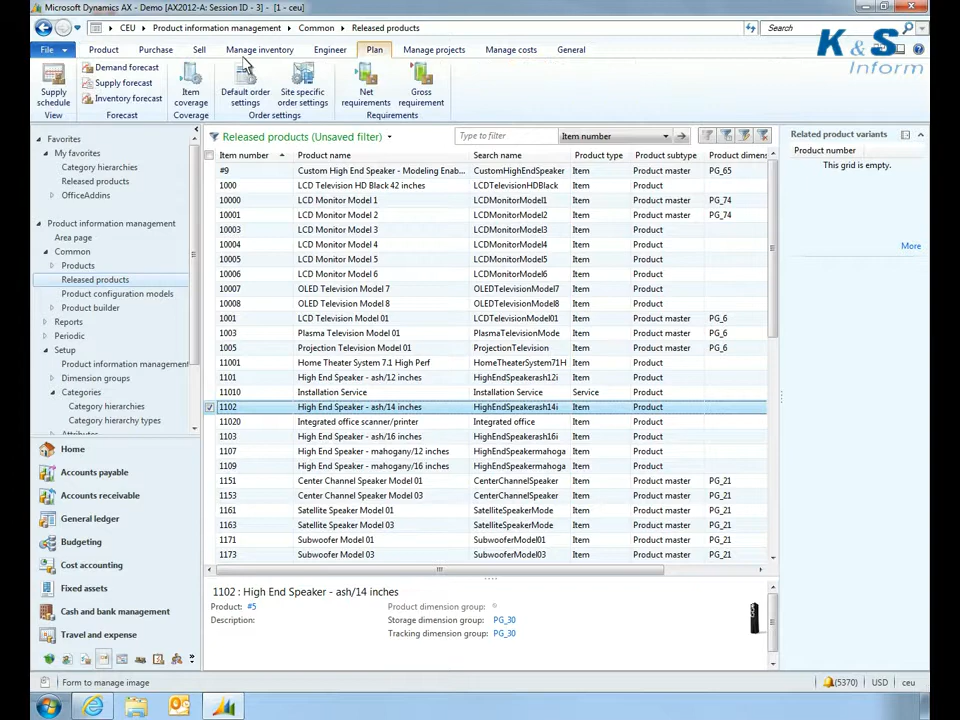 Microsoft Dynamics AX - Demo [AX2012-A: Session ID - 3] - [1 - ceu]
CEU Product information management Common Released products
Search
K & S
Inform
File Product Purchase Sell Manage inventory Engineer Plan Manage projects Manage costs General
Supply schedule
Demand forecast
Supply forecast
Inventory forecast
Item coverage
Default order settings
Site specific order settings
Net requirements
Gross requirement
View Forecast Coverage Order settings Requirements
Favorites
My favorites
Category hierarchies
Released products
OfficeAddins
Product information management
Area page
Common
Products
Released products
Product configuration models
Product builder
Reports
Periodic
Setup
Product information management
Dimension groups
Categories
Category hierarchies
Category hierarchy types
Attributes
Home
Accounts payable
Accounts receivable
General ledger
Budgeting
Cost accounting
Fixed assets
Cash and bank management
Travel and expense
Released products (Unsaved filter)
Type to filter
Item number
Item number Product name Search name Product type Product subtype Product dimens
#9 Custom High End Speaker - Modeling Enab... CustomHighEndSpeaker Item Product master PG_65
1000 LCD Television HD Black 42 inches LCDTelevisionHDBlack Item Product
10000 LCD Monitor Model 1 LCDMonitorModel1 Item Product master PG_74
10001 LCD Monitor Model 2 LCDMonitorModel2 Item Product master PG_74
10003 LCD Monitor Model 3 LCDMonitorModel3 Item Product
10004 LCD Monitor Model 4 LCDMonitorModel4 Item Product
10005 LCD Monitor Model 5 LCDMonitorModel5 Item Product
10006 LCD Monitor Model 6 LCDMonitorModel6 Item Product
10007 OLED Television Model 7 OLEDTelevisionModel7 Item Product
10008 OLED Television Model 8 OLEDTelevisionModel8 Item Product
1001 LCD Television Model 01 LCDTelevisionModel01 Item Product master PG_6
1003 Plasma Television Model 01 PlasmaTelevisionMode Item Product master PG_6
1005 Projection Television Model 01 ProjectionTelevision Item Product master PG_6
11001 Home Theater System 7.1 High Perf HomeTheaterSystem71H Item Product
1101 High End Speaker - ash/12 inches HighEndSpeakerash12i Item Product
11010 Installation Service Installation Service Service Product
1102 High End Speaker - ash/14 inches HighEndSpeakerash14i Item Product
11020 Integrated office scanner/printer Integrated office Item Product
1103 High End Speaker - ash/16 inches HighEndSpeakerash16i Item Product
1107 High End Speaker - mahogany/12 inches HighEndSpeakermahoga Item Product
1109 High End Speaker - mahogany/16 inches HighEndSpeakermahoga Item Product
1151 Center Channel Speaker Model 01 CenterChannelSpeaker Item Product master PG_21
1153 Center Channel Speaker Model 03 CenterChannelSpeaker Item Product master PG_21
1161 Satellite Speaker Model 01 SatelliteSpeakerMode Item Product master PG_21
1163 Satellite Speaker Model 03 SatelliteSpeakerMode Item Product master PG_21
1171 Subwoofer Model 01 SubwooferModel01 Item Product master PG_21
1173 Subwoofer Model 03 SubwooferModel03 Item Product master PG_21
1102 : High End Speaker - ash/14 inches
Product: #5
Description:
Product dimension group:
Storage dimension group: PG_30
Tracking dimension group: PG_30
Related product variants
Product number
This grid is empty.
More
Form to manage image
(5370) USD ceu